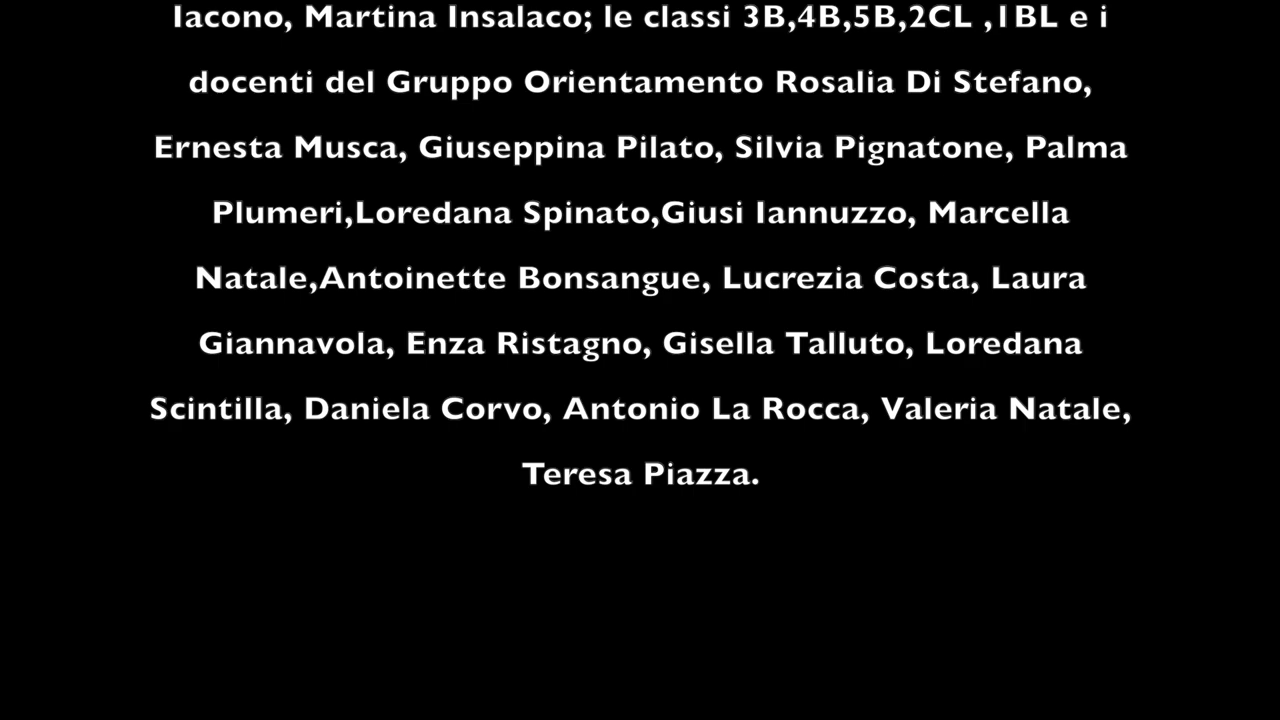 Iacono, Martina Insalaco; le classi 3B,4B,5B,2CL ,1BL e i
docenti del Gruppo Orientamento Rosalia Di Stefano,
Ernesta Musca, Giuseppina Pilato, Silvia Pignatone, Palma
Plumeri,Loredana Spinato,Giusi Iannuzzo, Marcella
Natale,Antoinette Bonsangue, Lucrezia Costa, Laura
Giannavola, Enza Ristagno, Gisella Talluto, Loredana
Scintilla, Daniela Corvo, Antonio La Rocca, Valeria Natale,
Teresa Piazza.